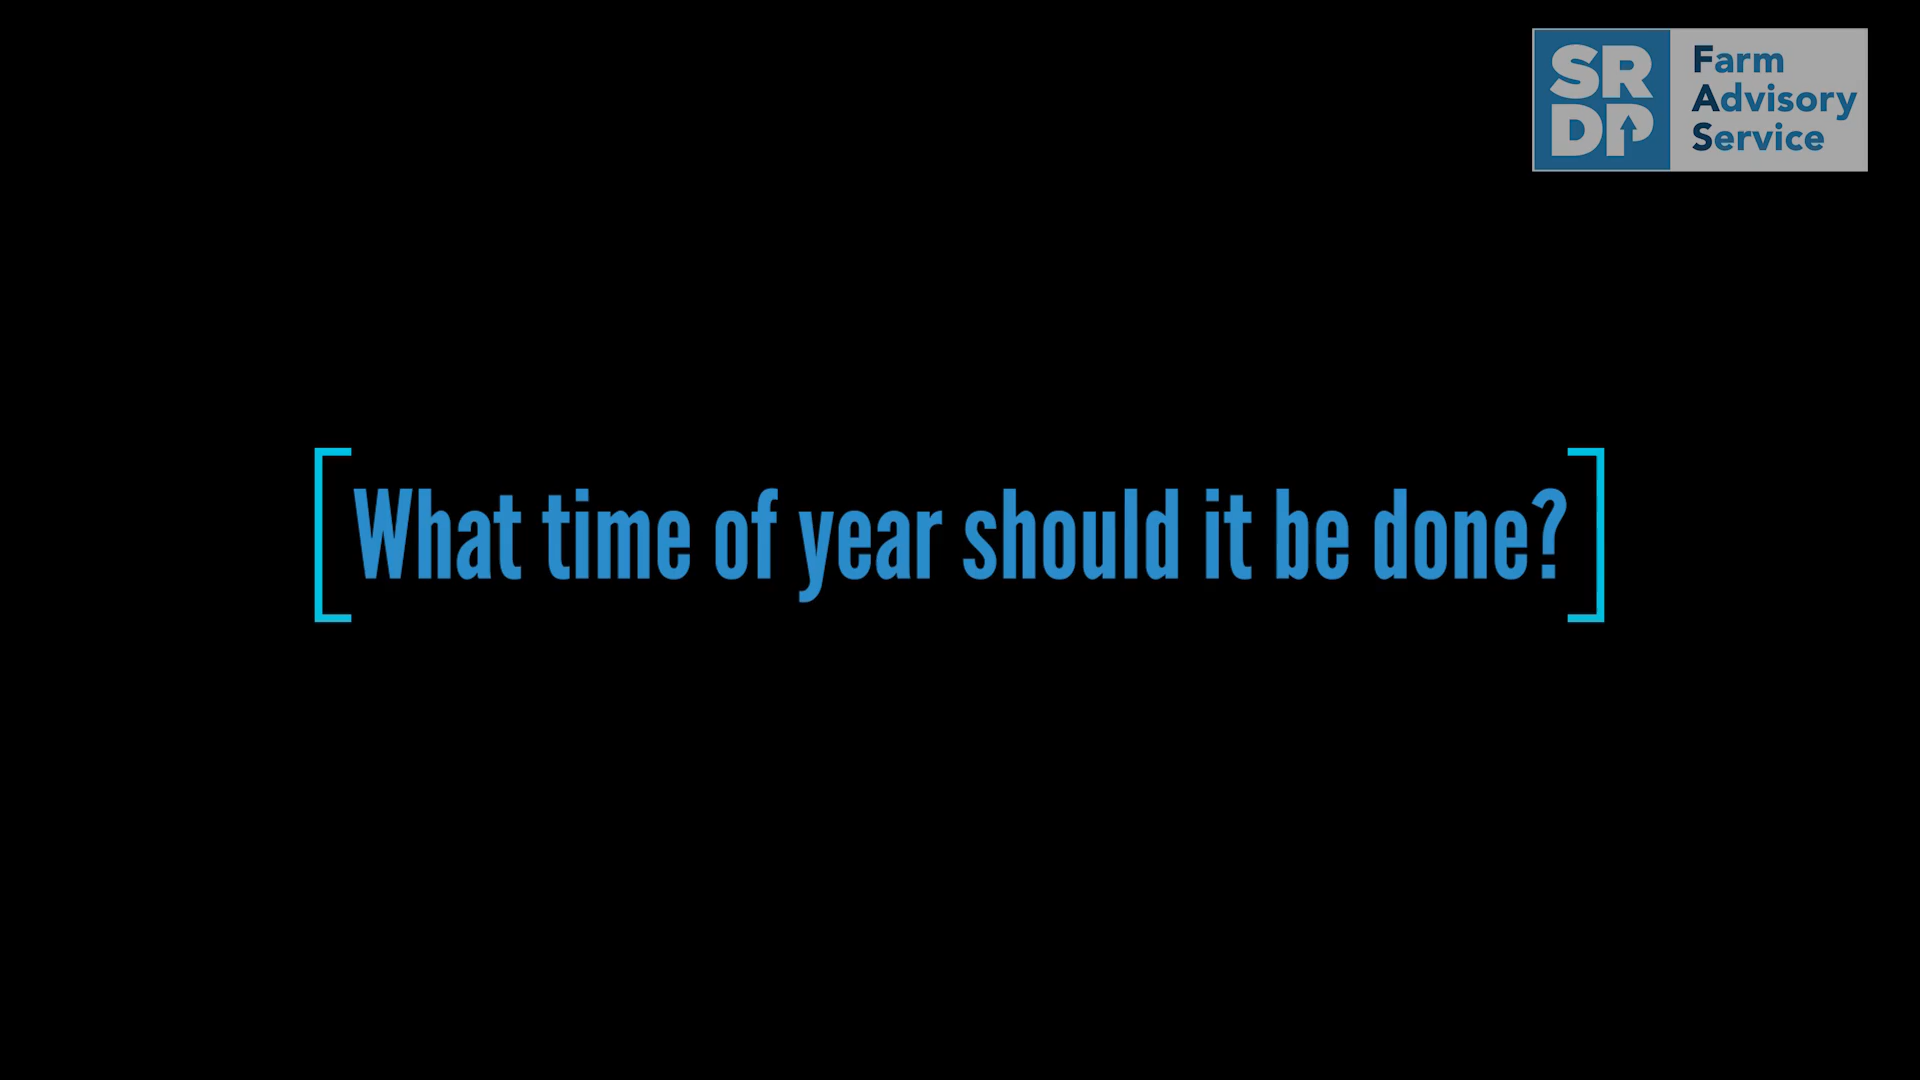 SR
DP
Farm
Advisory
Service
[What time of year should it be done?]